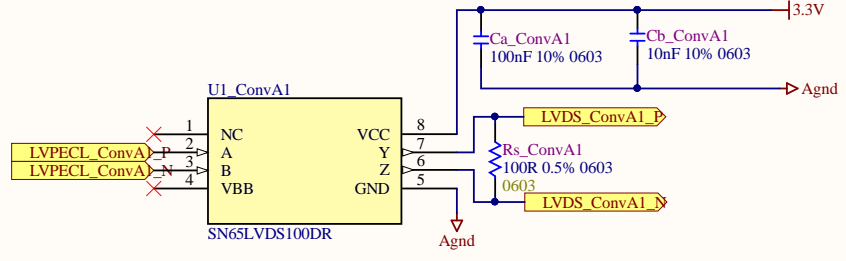 3.3V
Ca_ConvA1
100nF 10% 0603
Cb_ConvA1
10nF 10% 0603
Agnd
U1_ConvA1
1
NC
VCC
8
LVDS_ConvA1_P
LVPECL_ConvA1_P
2
A
Y
7
Rs_ConvA1
100R 0.5% 0603
0603
LVPECL_ConvA1_N
3
B
Z
6
4
VBB
GND
5
LVDS_ConvA1_N
SN65LVDS100DR
Agnd